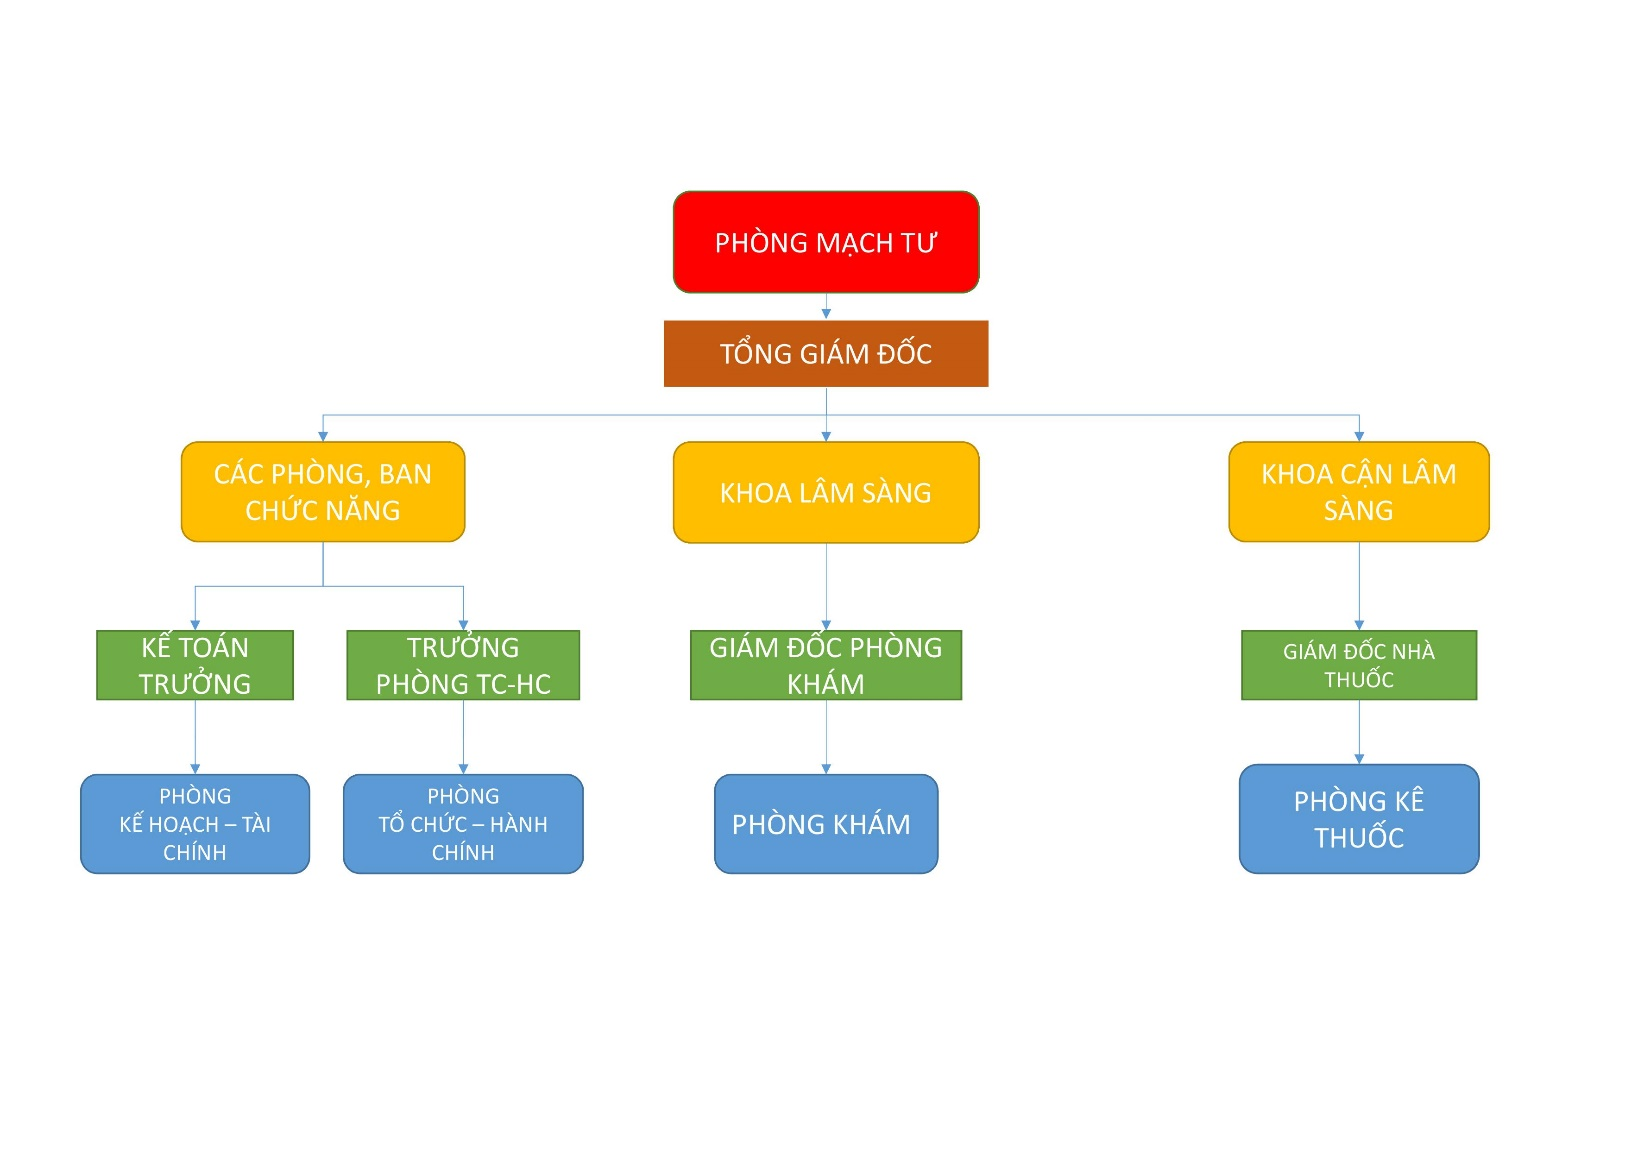 PHÒNG MẠCH TƯ
TỔNG GIÁM ĐỐC
CÁC PHÒNG, BAN
CHỨC NĂNG
KHOA LÂM SÀNG
KHOA CẬN LÂM
SÀNG
KẾ TOÁN
TRƯỞNG
TRƯỞNG
PHÒNG TC-HC
GIÁM ĐỐC PHÒNG
KHÁM
GIÁM ĐỐC NHÀ
THUỐC
PHÒNG
KẾ HOẠCH – TÀI
CHÍNH
PHÒNG
TỔ CHỨC – HÀNH
CHÍNH
PHÒNG KHÁM
PHÒNG KÊ
THUỐC